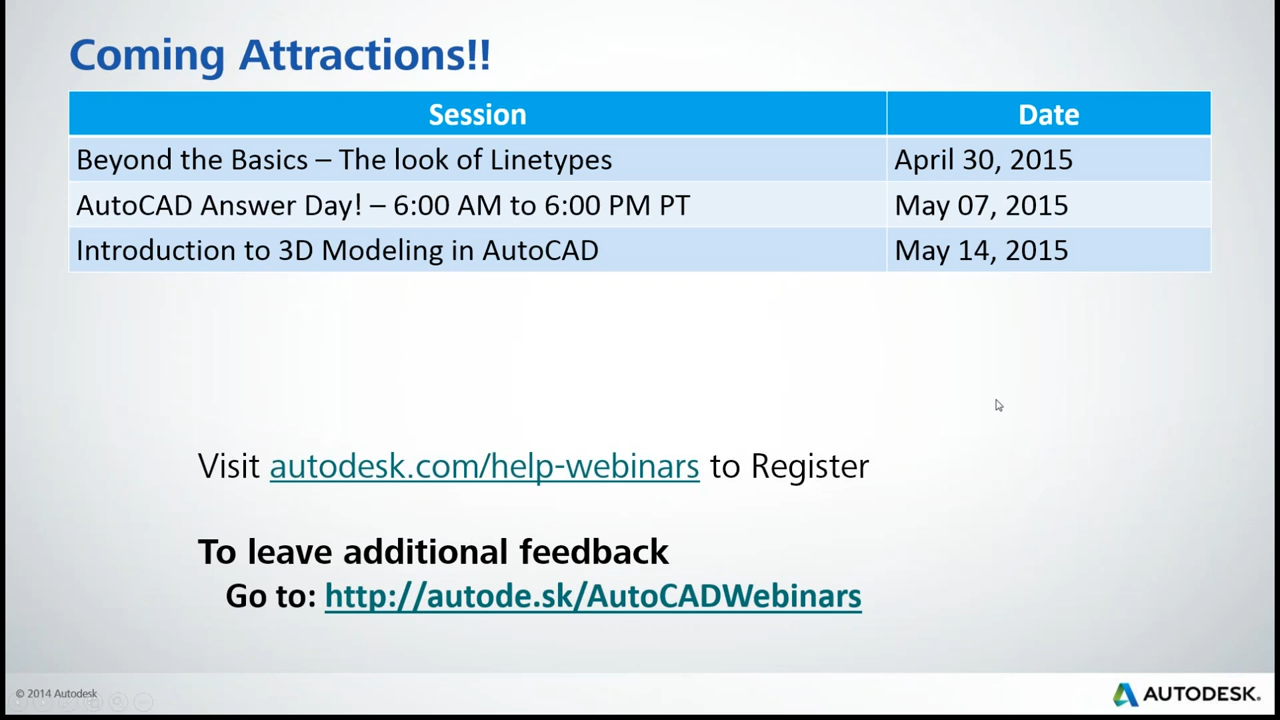 Coming Attractions!!
Session Date
Beyond the Basics – The look of Linetypes April 30, 2015
AutoCAD Answer Day! – 6:00 AM to 6:00 PM PT May 07, 2015
Introduction to 3D Modeling in AutoCAD May 14, 2015
Visit autodesk.com/help-webinars to Register
To leave additional feedback
Go to: http://autode.sk/AutoCADWebinars
© 2014 Autodesk
AUTODESK.